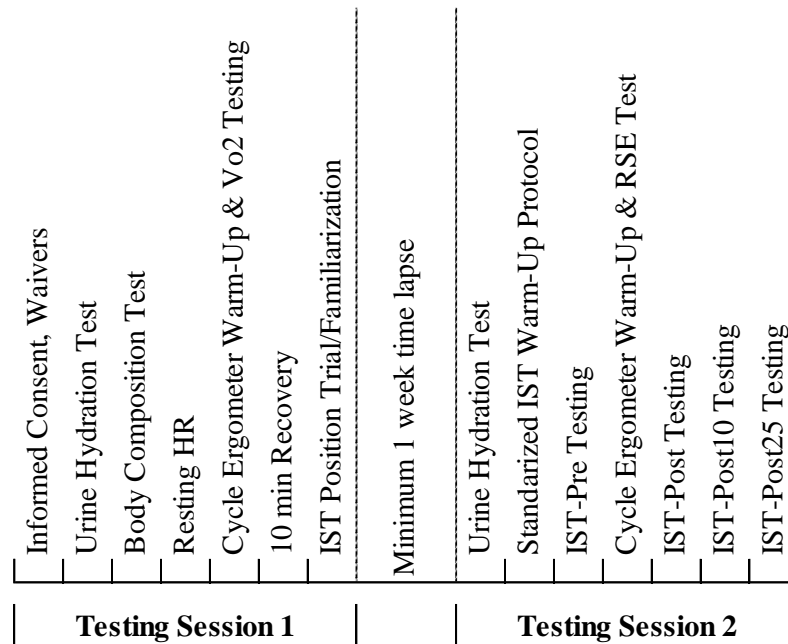 Informed Consent, Waivers
Urine Hydration Test
Body Composition Test
Resting HR
Cycle Ergometer Warm-Up & Vo2 Testing
10 min Recovery
IST Position Trial/Familiarization
Minimum 1 week time lapse
Urine Hydration Test
Standarized IST Warm-Up Protocol
IST-Pre Testing
Cycle Ergometer Warm-Up & RSE Test
IST-Post Testing
IST-Post10 Testing
IST-Post25 Testing
Testing Session 1
Testing Session 2